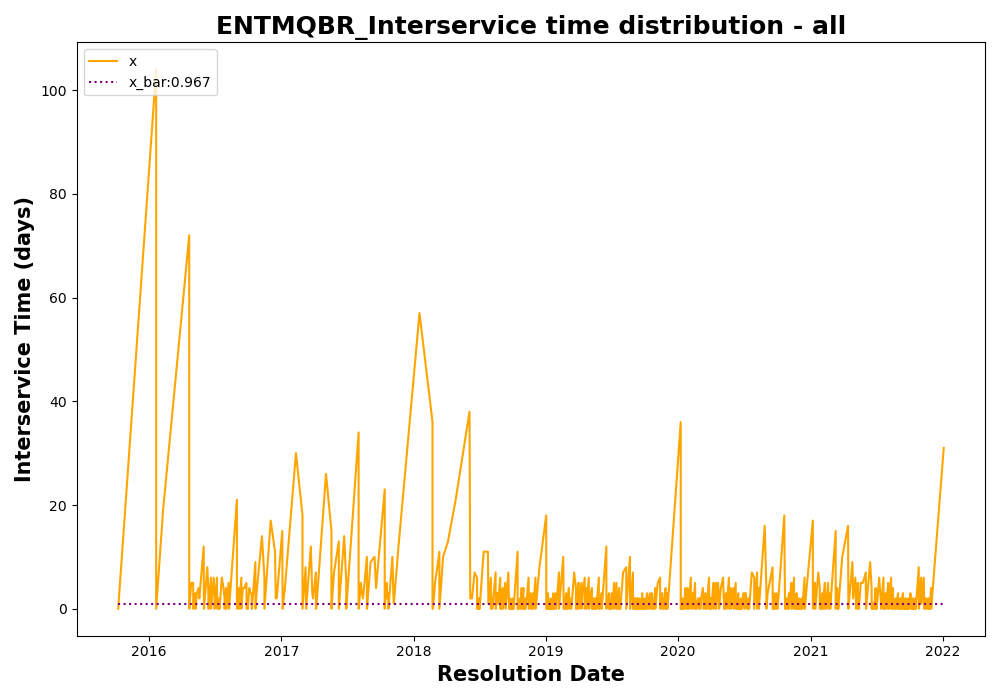 ENTMQBR_Interservice time distribution - all
x
x_bar:0.967
100
80
60
40
20
0
Interservice Time (days)
2016 2017 2018 2019 2020 2021 2022
Resolution Date